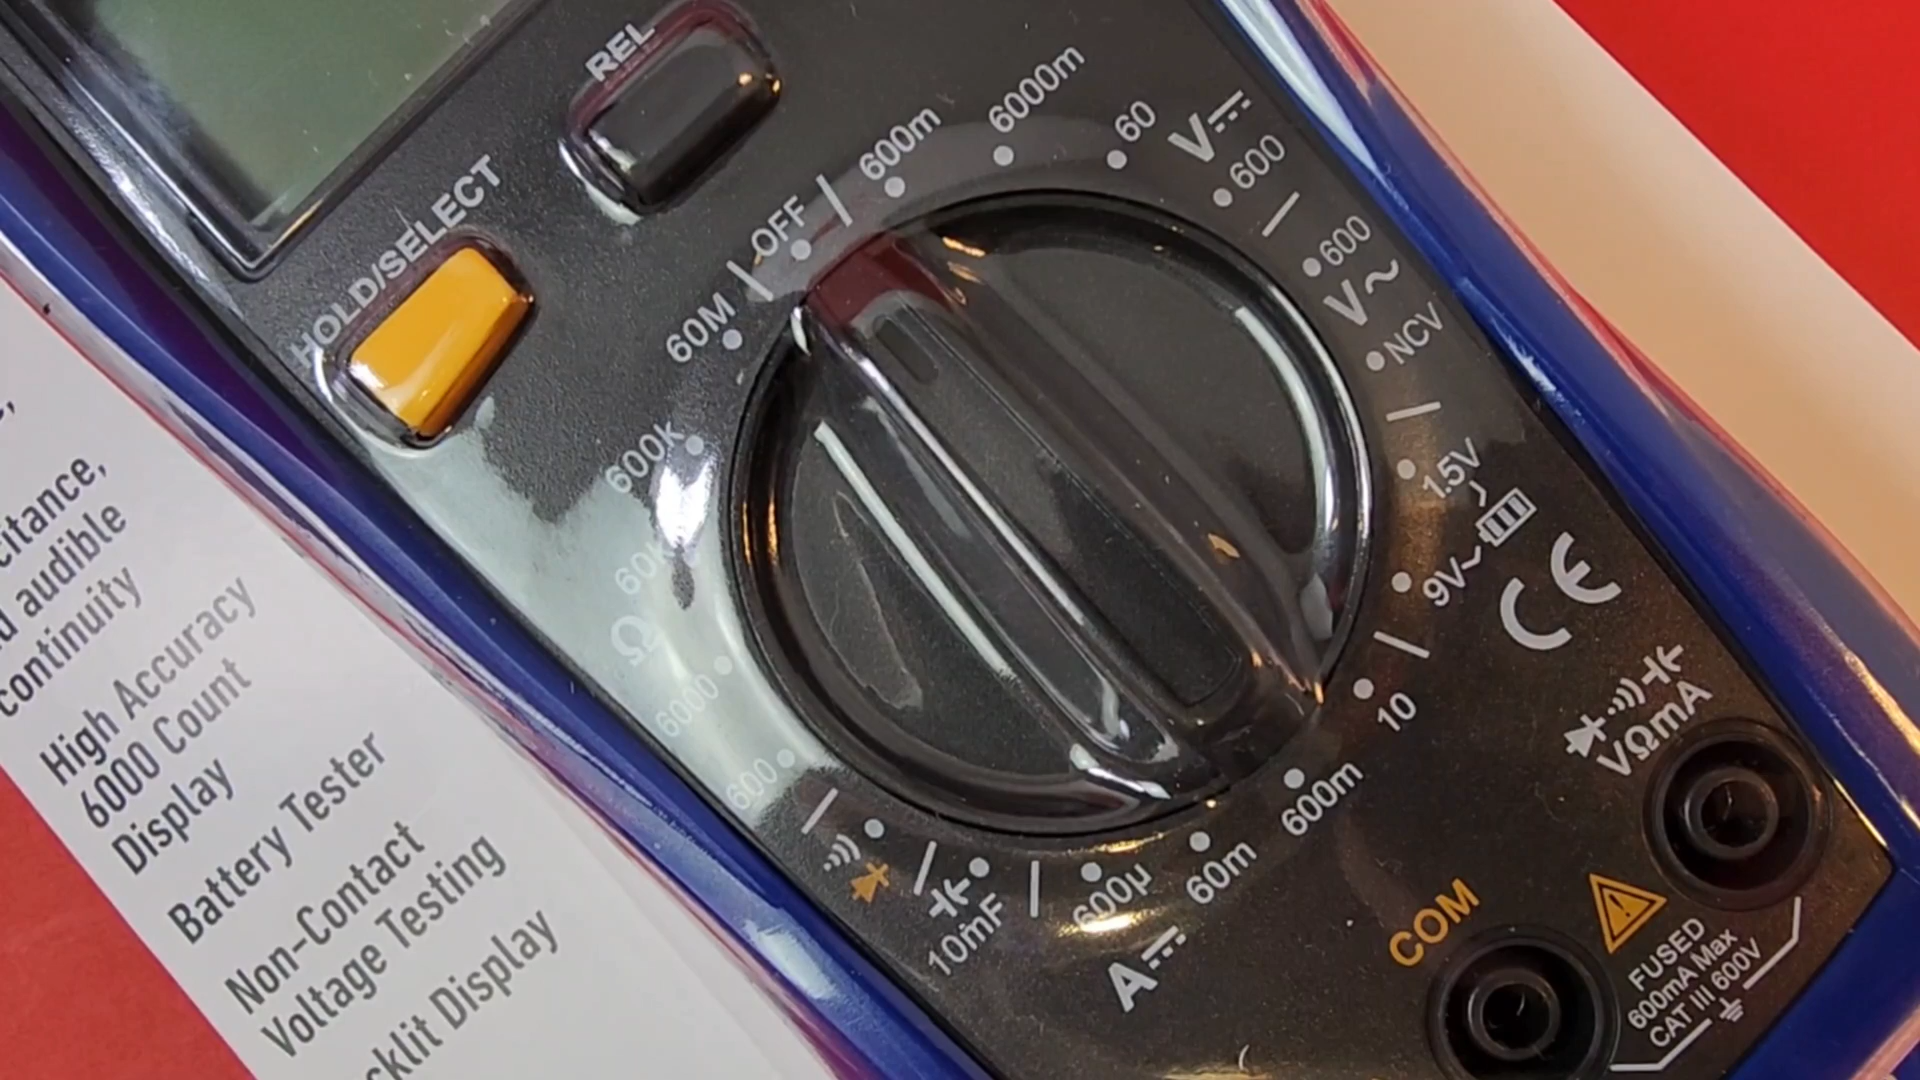 REL
HOLD/SELECT
OFF
600m
6000m
60
V⎓
600
600
V~
NCV
1.5V
9V
CE
10
600m
60m
600µ
A⎓
10mF
600
6000
Ω
60k
600k
60M
VΩmA
COM
FUSED
600mA Max
CAT III 600V
audible
continuity
High Accuracy
6000 Count
Display
Battery Tester
Non-Contact
Voltage Testing
Display